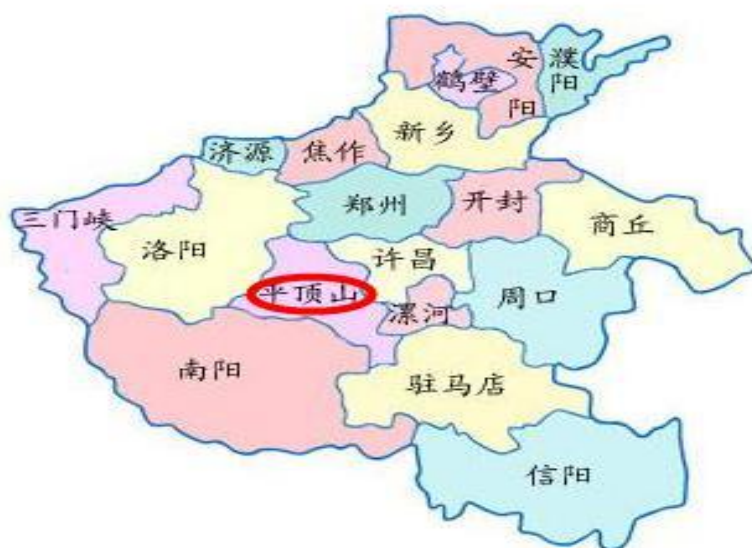 安阳
濮阳
鹤壁
新乡
济源
焦作
三门峡
郑州
开封
商丘
洛阳
许昌
平顶山
漯河
周口
南阳
驻马店
信阳